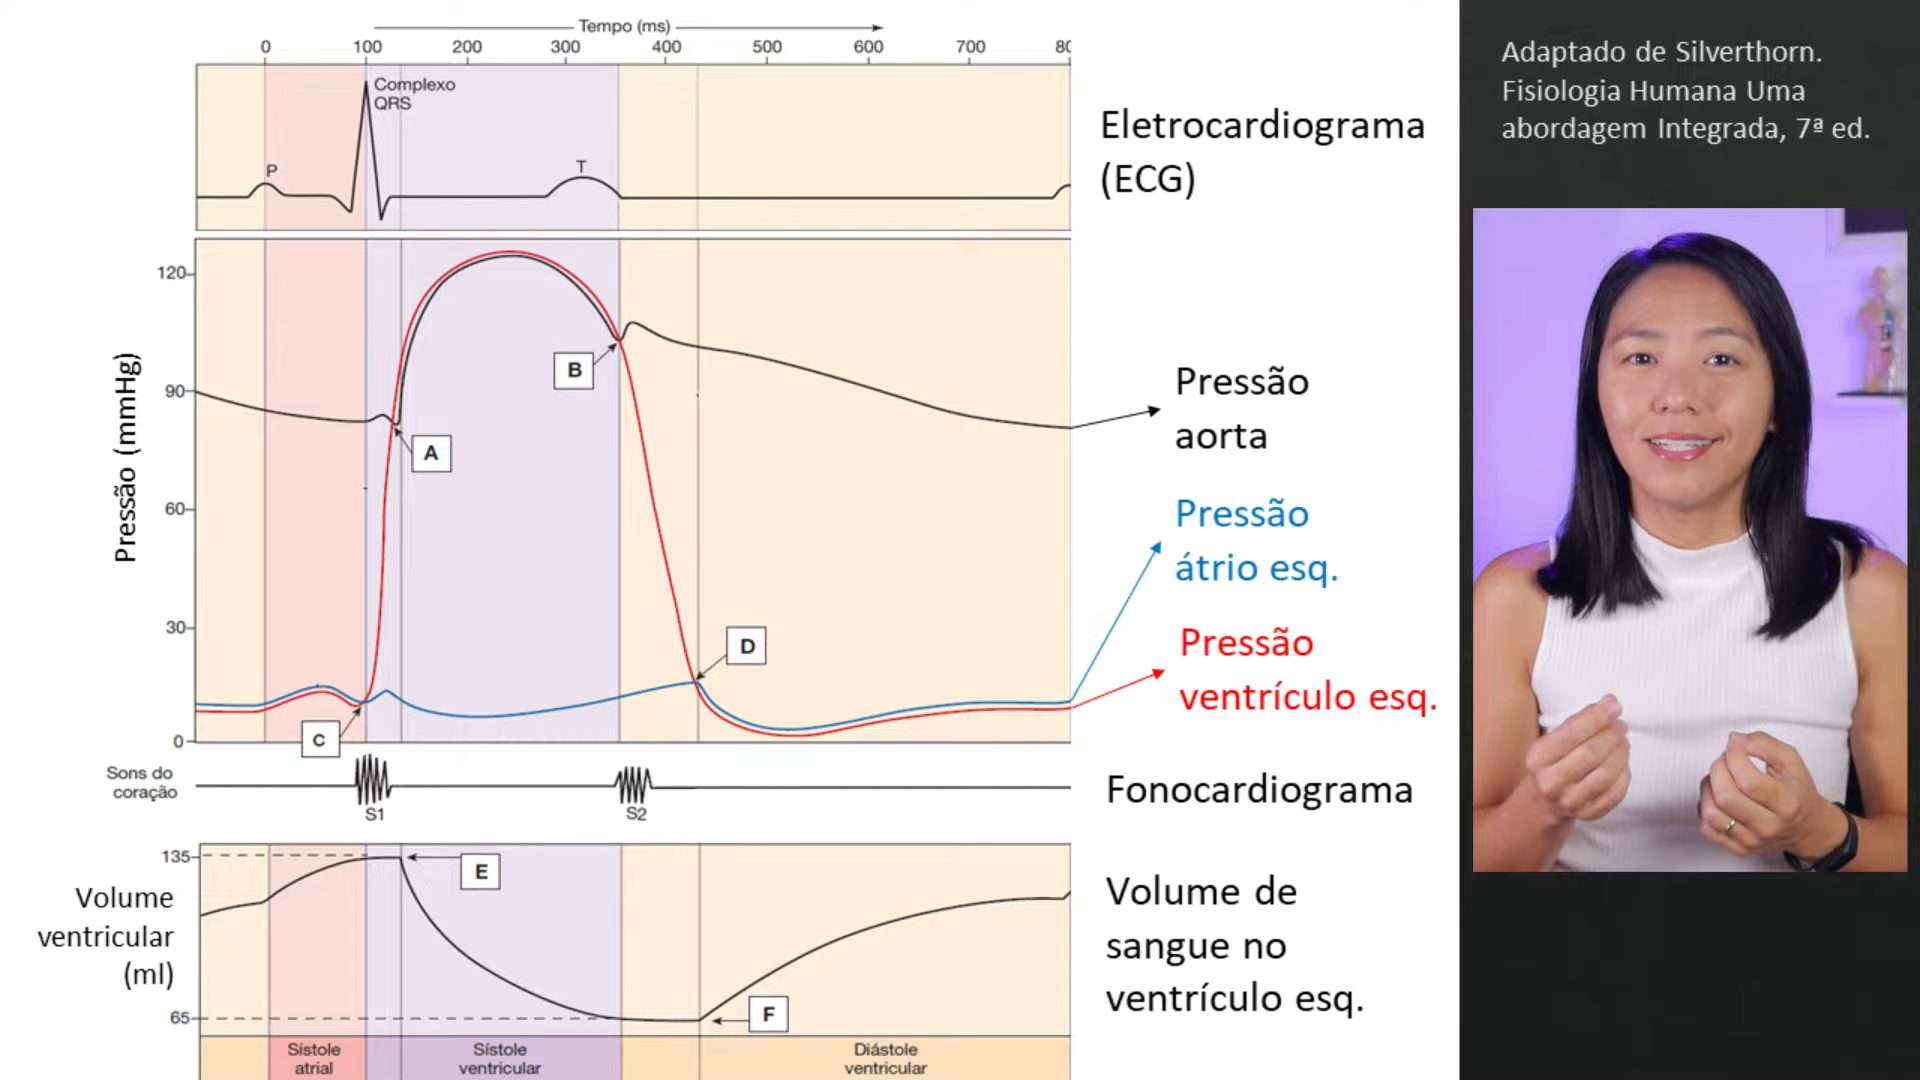 Tempo (ms)
0 100 200 300 400 500 600 700 80
Complexo
QRS
P
T
Eletrocardiograma
(ECG)
Adaptado de Silverthorn.
Fisiologia Humana Uma
abordagem Integrada, 7ª ed.
Pressão (mmHg)
120
90
60
30
0
A
B
C
D
Pressão
aorta
Pressão
átrio esq.
Pressão
ventrículo esq.
Sons do
coração
S1
S2
Fonocardiograma
Volume
ventricular
(ml)
135
65
E
F
Volume de
sangue no
ventrículo esq.
Sístole
atrial
Sístole
ventricular
Diástole
ventricular